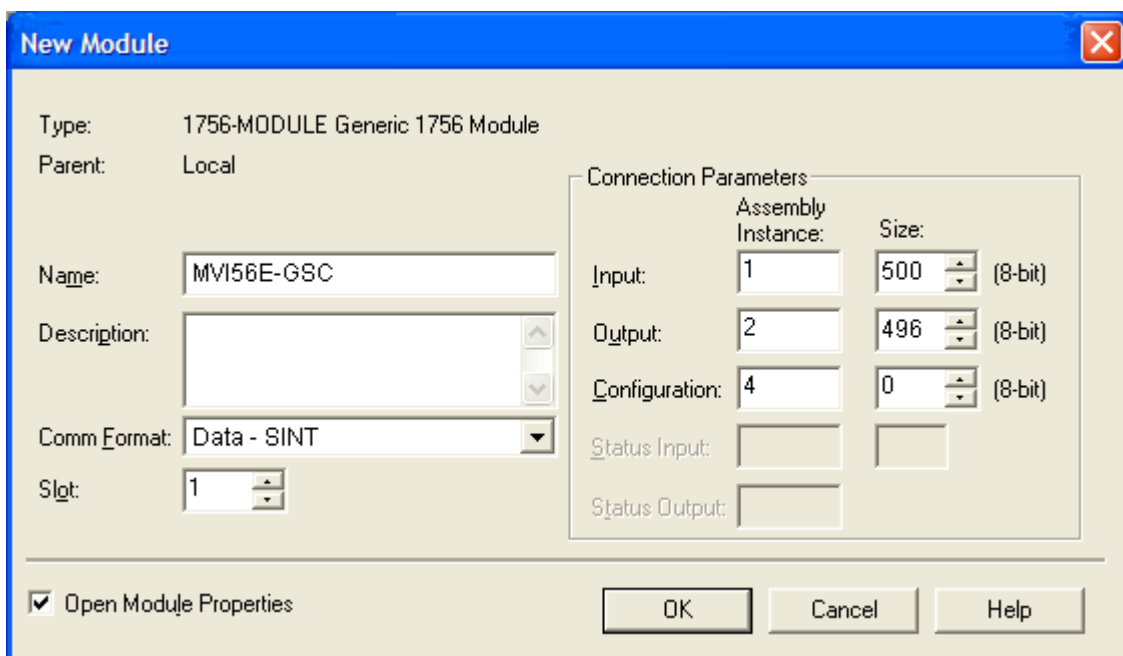 New Module
Type: 1756-MODULE Generic 1756 Module
Parent: Local
Connection Parameters
Assembly Instance: Size:
Name: MVI56E-GSC
Input: 1 500 (8-bit)
Description:
Output: 2 496 (8-bit)
Configuration: 4 0 (8-bit)
Comm Format: Data - SINT
Status Input:
Slot: 1
Status Output:
Open Module Properties
OK Cancel Help